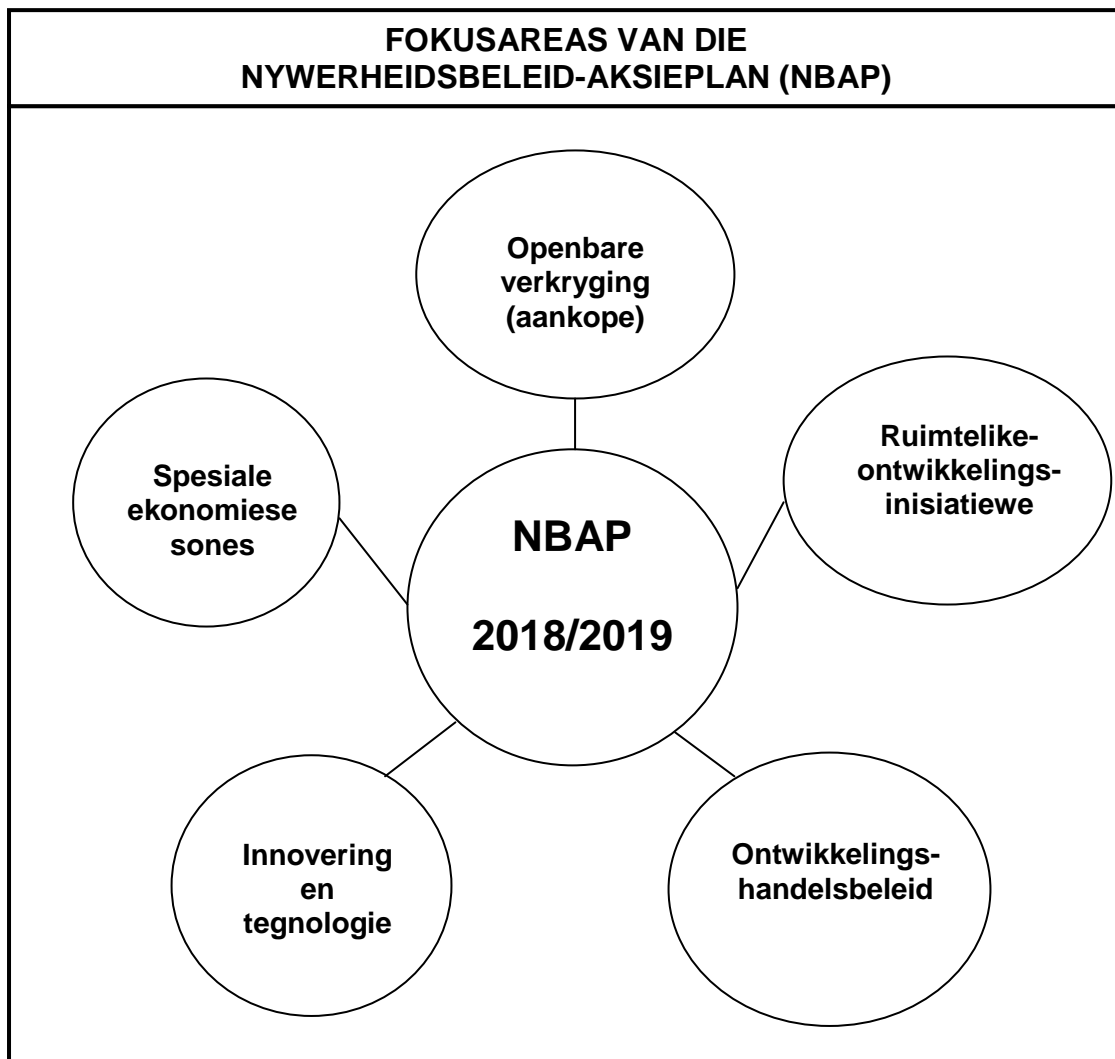 FOKUSAREAS VAN DIE
NYWERHEIDSBELEID-AKSIEPLAN (NBAP)
Openbare
verkryging
(aankope)
Ruimtelike-
ontwikkelings-
inisiatiewe
Spesiale
ekonomiese
sones
NBAP
2018/2019
Innovering
en
tegnologie
Ontwikkelings-
handelsbeleid